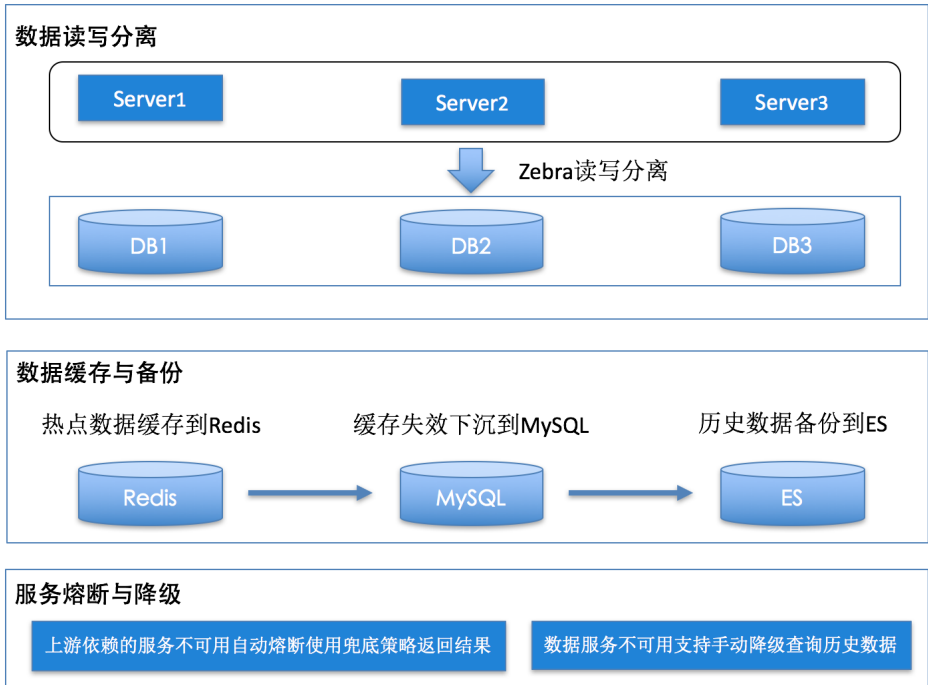 数据读写分离
Server1 Server2 Server3
Zebra读写分离
DB1 DB2 DB3
数据缓存与备份
热点数据缓存到Redis 缓存失效下沉到MySQL 历史数据备份到ES
Redis MySQL ES
服务熔断与降级
上游依赖的服务不可用自动熔断使用兜底策略返回结果 数据服务不可用支持手动降级查询历史数据